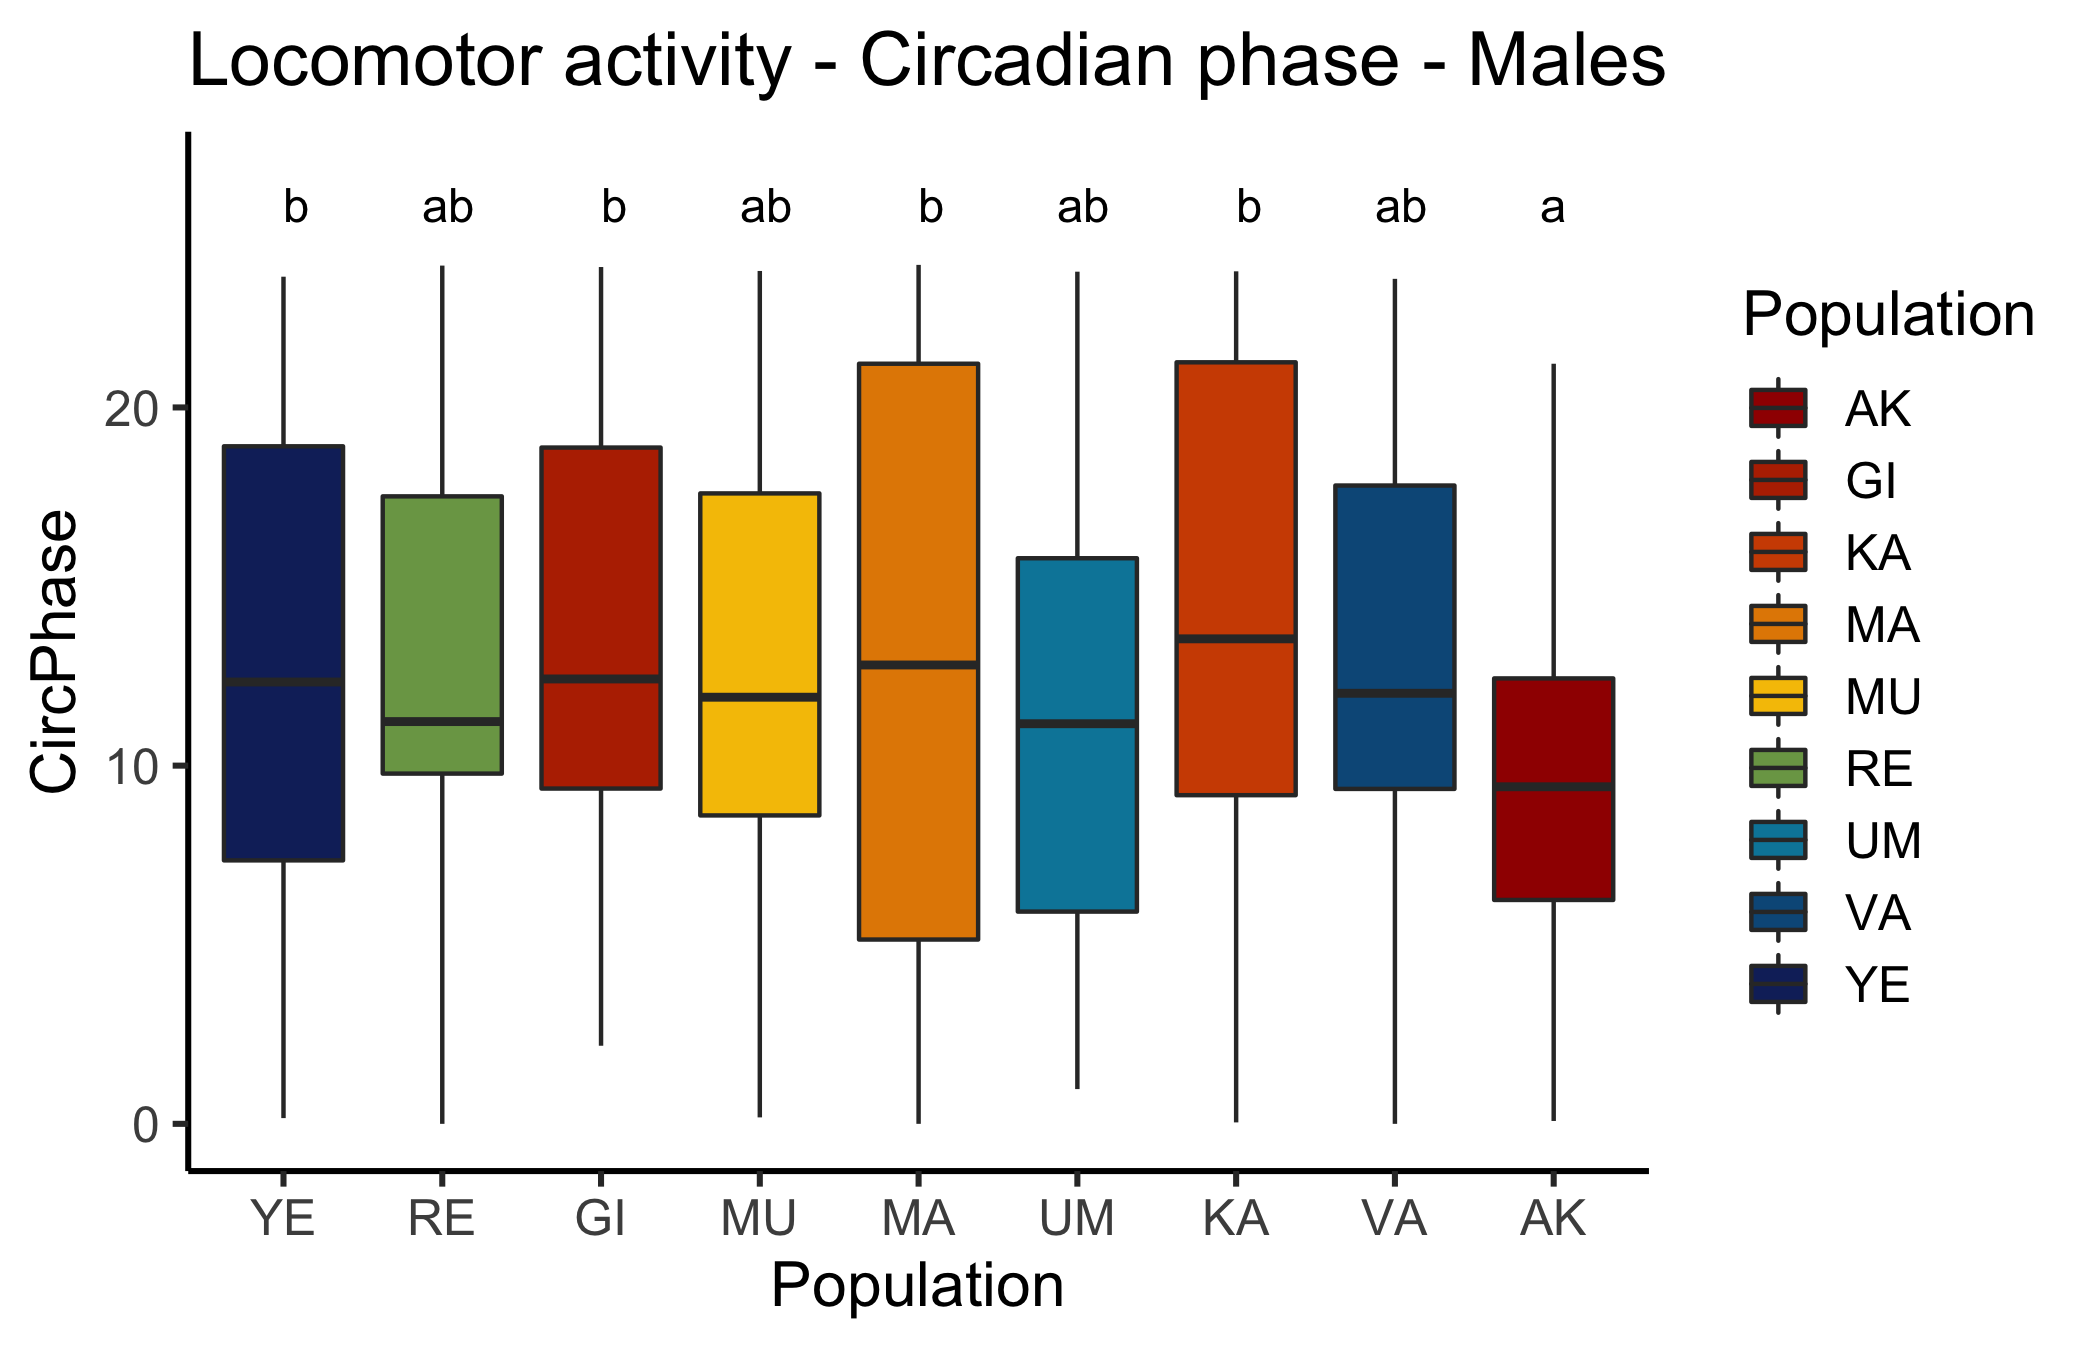 Locomotor activity - Circadian phase - Males
b ab b ab b ab b ab a
CircPhase
20
10
0
YE RE GI MU MA UM KA VA AK
Population
Population
AK
GI
KA
MA
MU
RE
UM
VA
YE